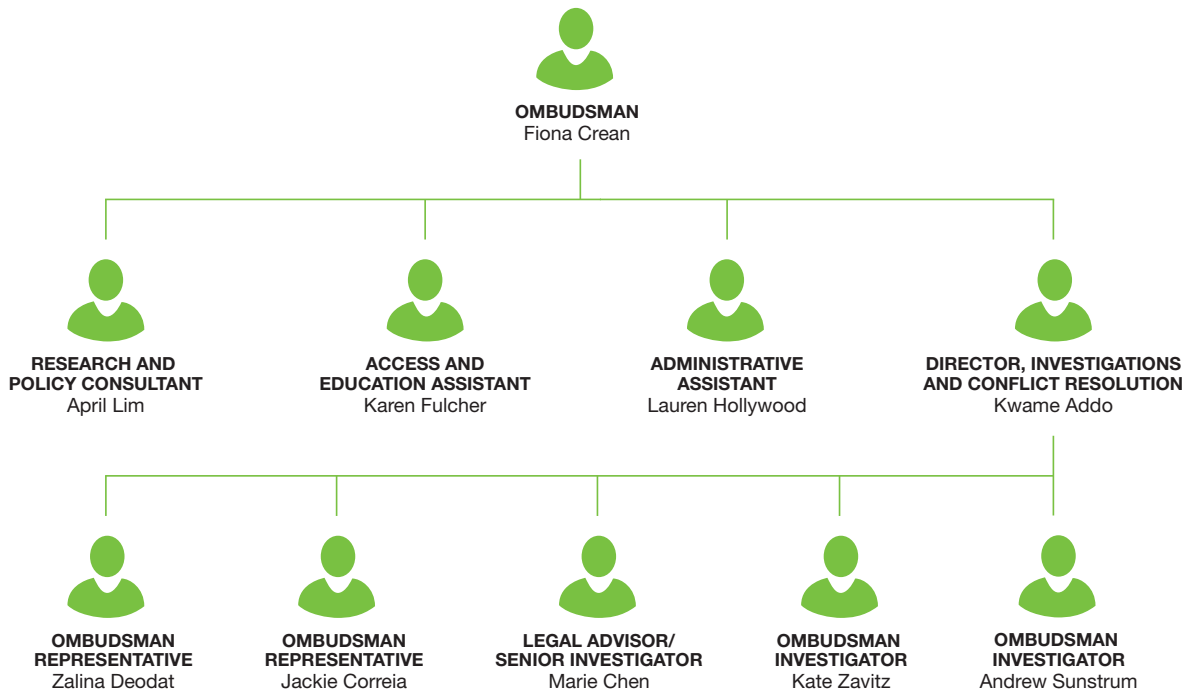 OMBUDSMAN
Fiona Crean
RESEARCH AND
POLICY CONSULTANT
April Lim
ACCESS AND
EDUCATION ASSISTANT
Karen Fulcher
ADMINISTRATIVE
ASSISTANT
Lauren Hollywood
DIRECTOR, INVESTIGATIONS
AND CONFLICT RESOLUTION
Kwame Addo
OMBUDSMAN
REPRESENTATIVE
Zalina Deodat
OMBUDSMAN
REPRESENTATIVE
Jackie Correia
LEGAL ADVISOR/
SENIOR INVESTIGATOR
Marie Chen
OMBUDSMAN
INVESTIGATOR
Kate Zavitz
OMBUDSMAN
INVESTIGATOR
Andrew Sunstrum